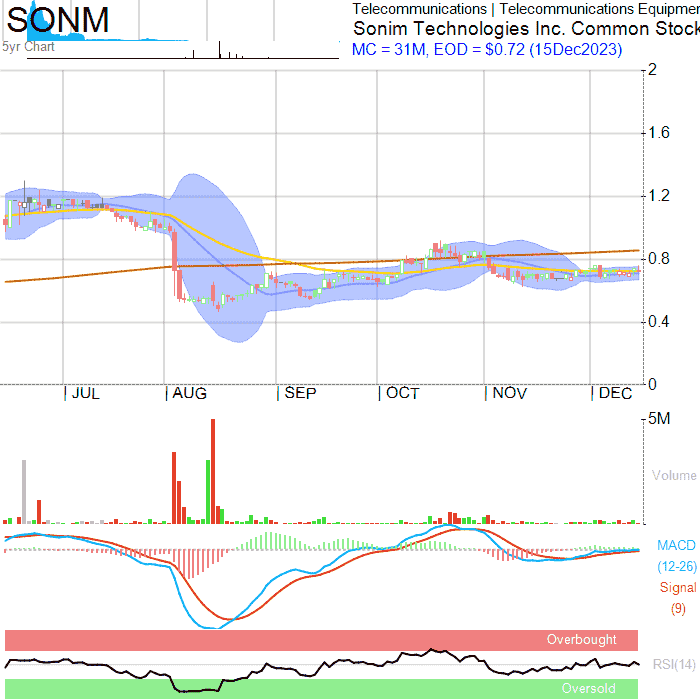 SONM
5yr Chart
Telecommunications | Telecommunications Equipmen
Sonim Technologies Inc. Common Stock
MC = 31M, EOD = $0.72 (15Dec2023)
2
1.6
1.2
0.8
0.4
0
JUL AUG SEP OCT NOV DEC
5M
Volume
MACD
(12-26)
Signal
(9)
Overbought
RSI(14)
Oversold